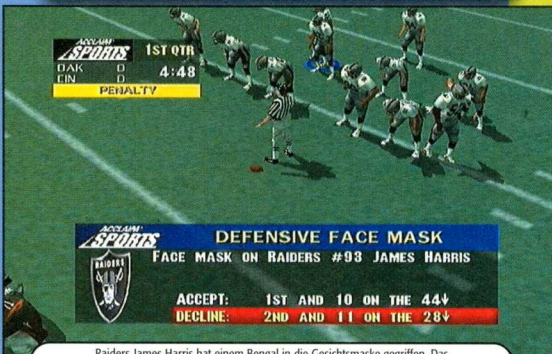 ACCLAIM
SPORTS
1ST QTR
OAK 0
4:48
CIN 0
PENALTY
ACCLAIM
SPORTS
DEFENSIVE FACE MASK
RAIDERS
FACE MASK ON RAIDERS #93 JAMES HARRIS
ACCEPT: 1ST AND 10 ON THE 44↓
DECLINE: 2ND AND 11 ON THE 28↓
Raiders James Harris hat einem Bengal in die Gesichtsmaske gegriffen. Das